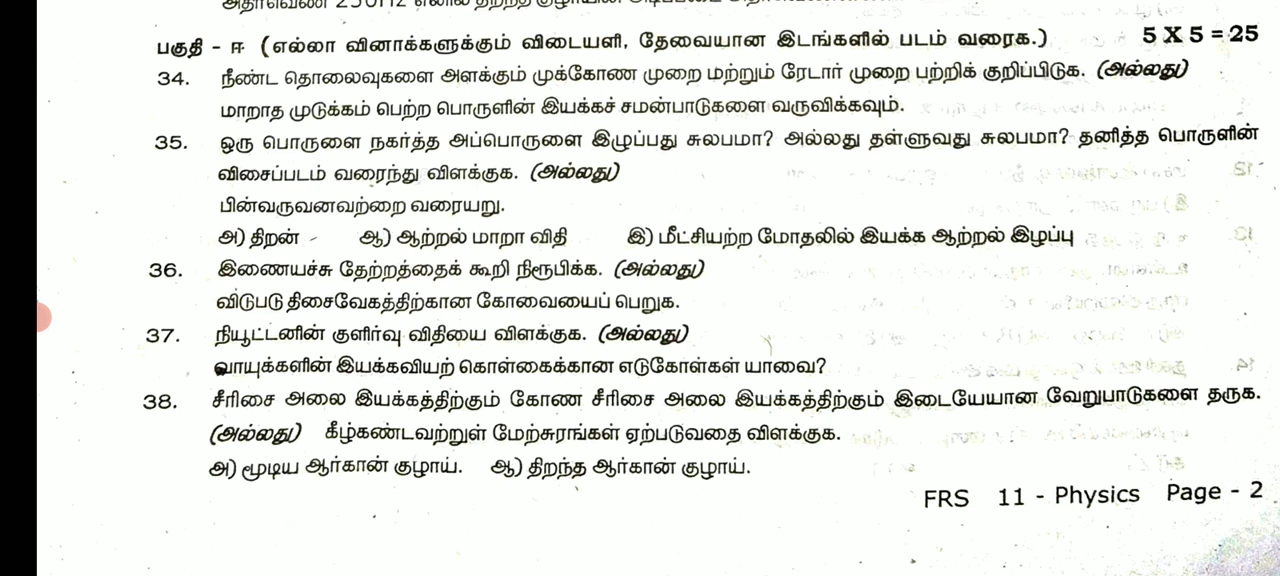 பகுதி - ஈ (எல்லா வினாக்களுக்கும் விடையளி, தேவையான இடங்களில் படம் வரைக.) 5 X 5 = 25
34. நீண்ட தொலைவுகளை அளக்கும் முக்கோண முறை மற்றும் ரேடார் முறை பற்றிக் குறிப்பிடுக. (அல்லது)
மாறாத முடுக்கம் பெற்ற பொருளின் இயக்கச் சமன்பாடுகளை வருவிக்கவும்.
35. ஒரு பொருளை நகர்த்த அப்பொருளை இழுப்பது சுலபமா? அல்லது தள்ளுவது சுலபமா? தனித்த பொருளின்
விசைப்படம் வரைந்து விளக்குக. (அல்லது)
பின்வருவனவற்றை வரையறு.
அ) திறன் ஆ) ஆற்றல் மாறா விதி இ) மீட்சியற்ற மோதலில் இயக்க ஆற்றல் இழப்பு
36. இணையச்சு தேற்றத்தைக் கூறி நிரூபிக்க. (அல்லது)
விடுபடு திசைவேகத்திற்கான கோவையைப் பெறுக.
37. நியூட்டனின் குளிர்வு விதியை விளக்குக. (அல்லது)
வாயுக்களின் இயக்கவியற் கொள்கைக்கான எடுகோள்கள் யாவை?
38. சீரிசை அலை இயக்கத்திற்கும் கோண சீரிசை அலை இயக்கத்திற்கும் இடையேயான வேறுபாடுகளை தருக.
(அல்லது) கீழ்கண்டவற்றுள் மேற்சுரங்கள் ஏற்படுவதை விளக்குக.
அ) மூடிய ஆர்கான் குழாய். ஆ) திறந்த ஆர்கான் குழாய்.
FRS 11 - Physics Page - 2